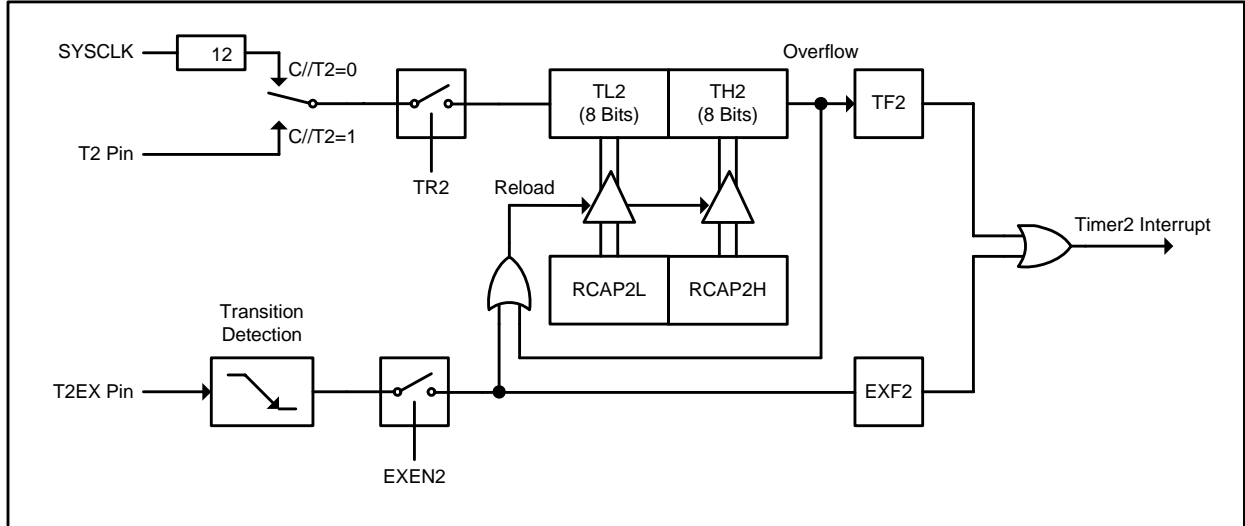 SYSCLK
12
C//T2=0
Overflow
TL2
(8 Bits)
TH2
(8 Bits)
TF2
T2 Pin
C//T2=1
TR2
Reload
Timer2 Interrupt
RCAP2L
RCAP2H
Transition
Detection
T2EX Pin
EXF2
EXEN2